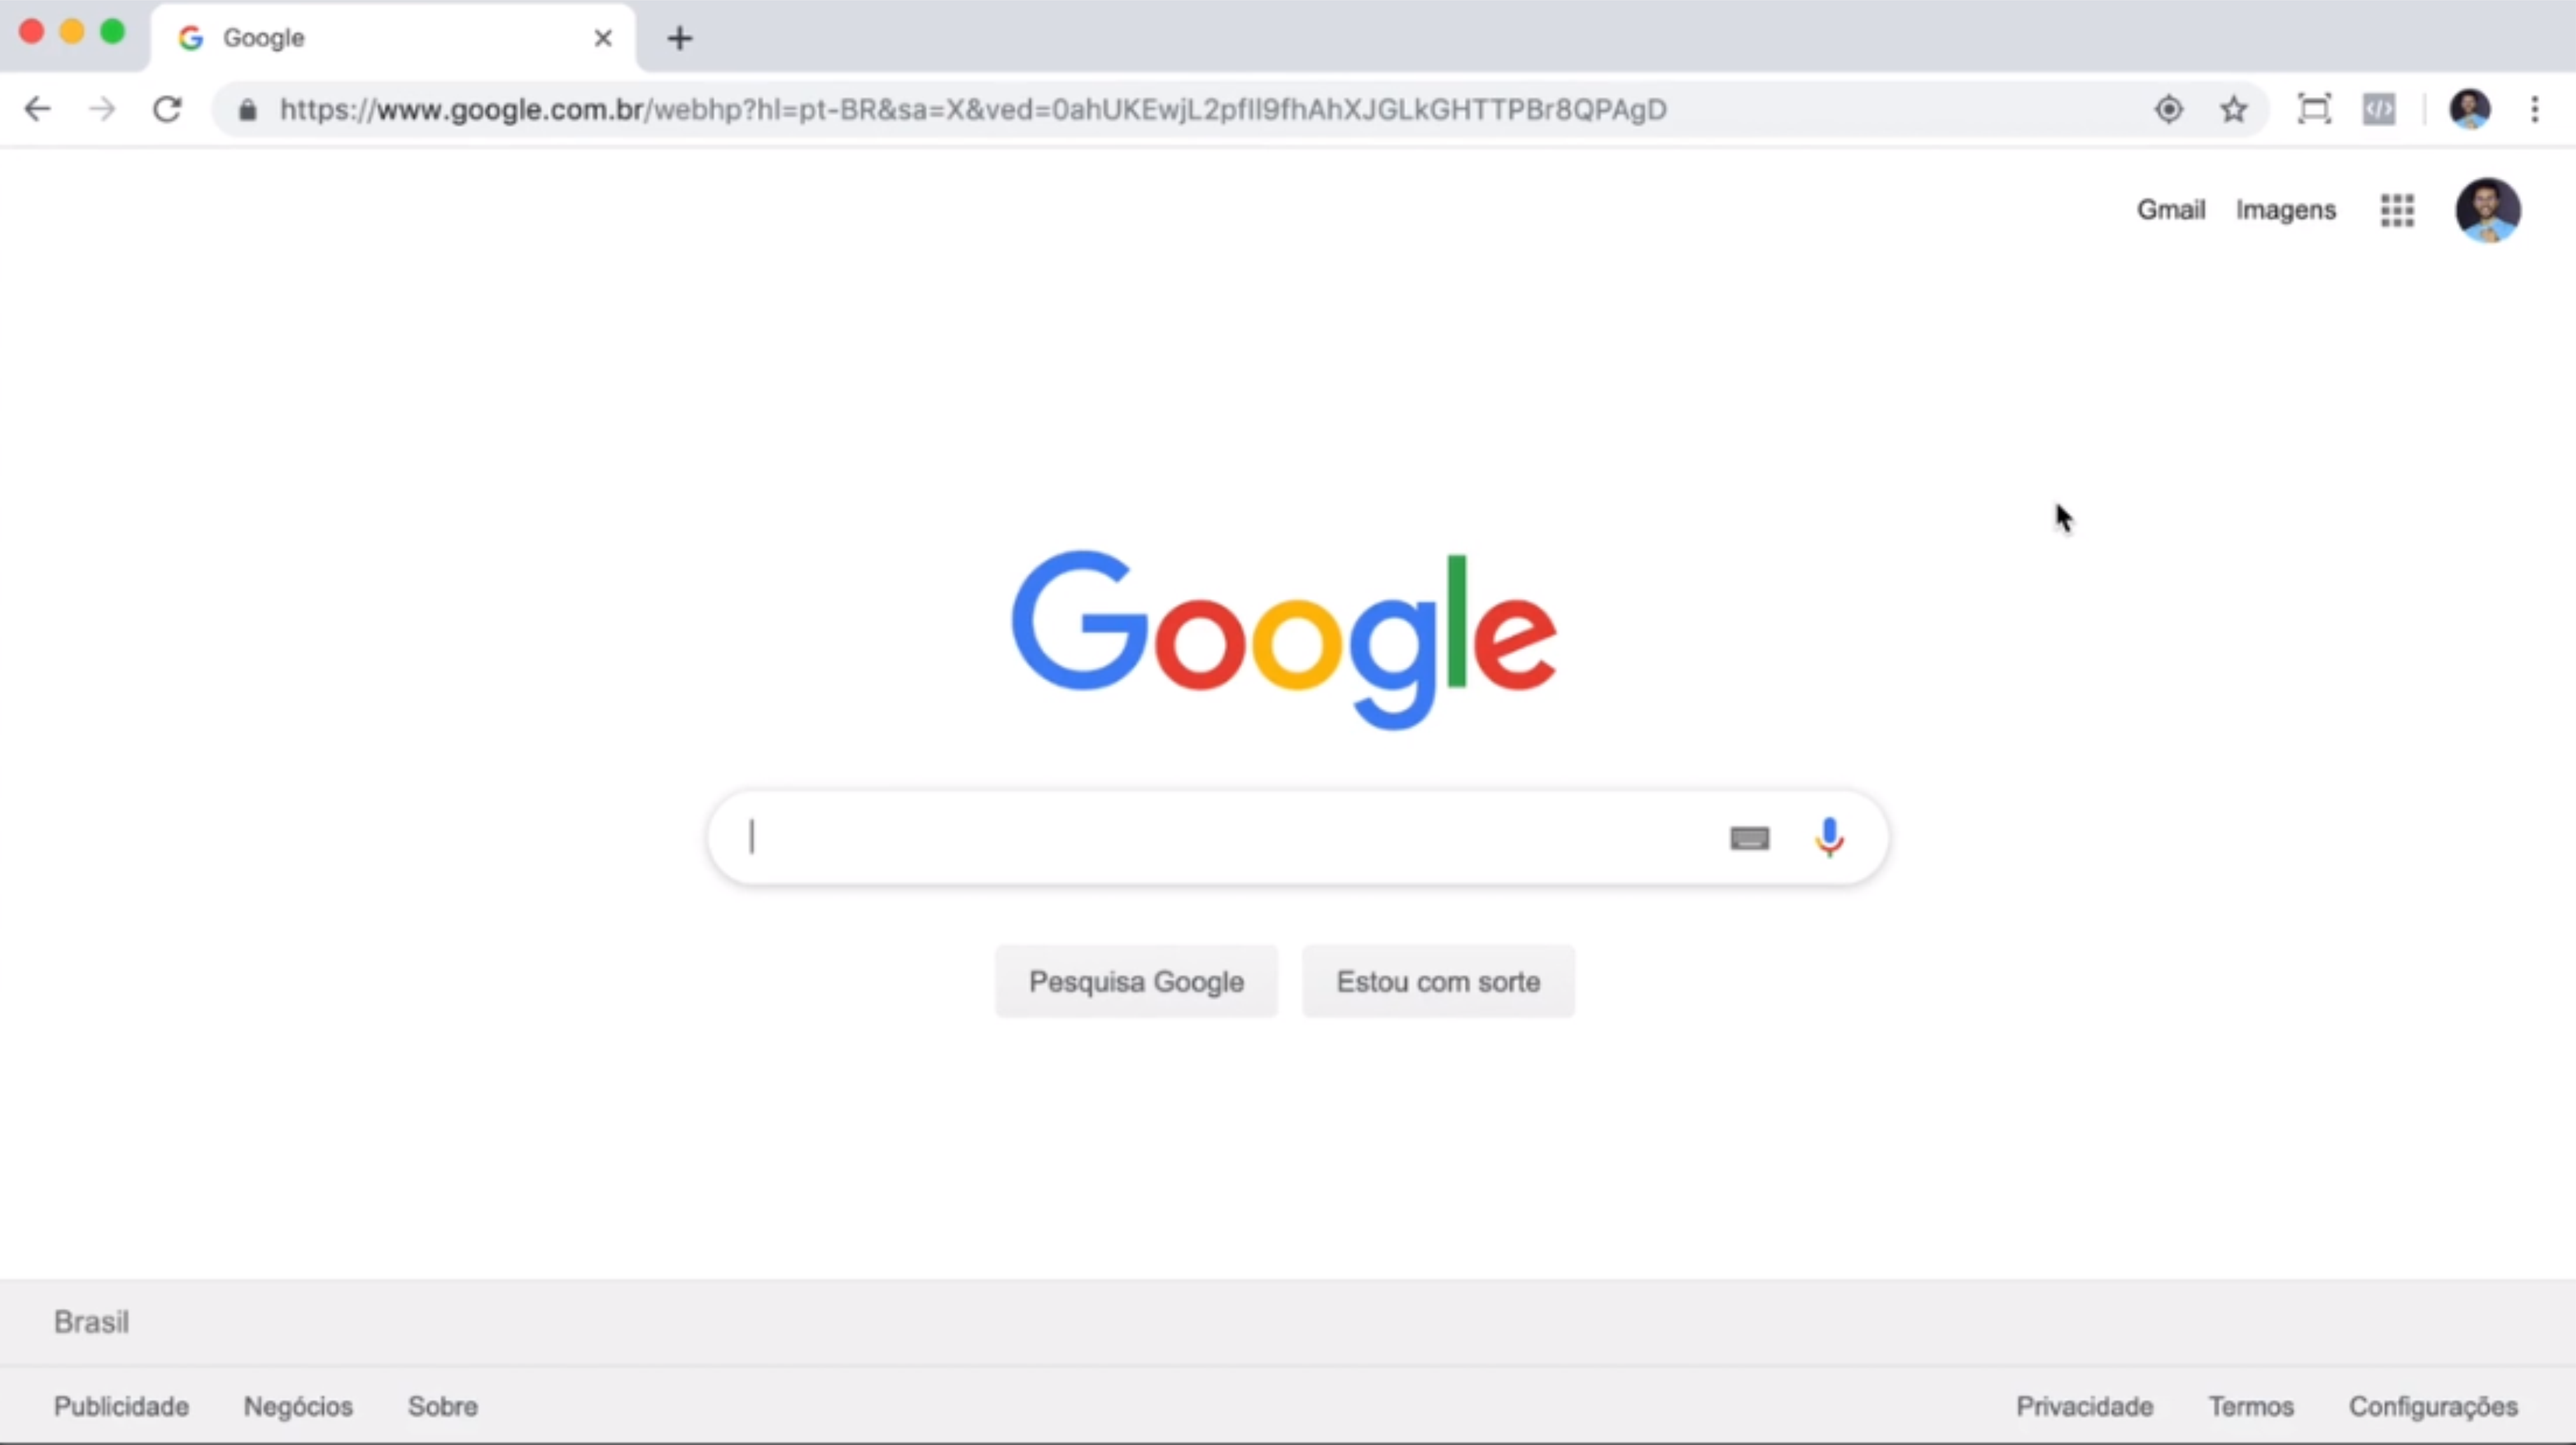 Google
https://www.google.com.br/webhp?hl=pt-BR&sa=X&ved=0ahUKEwjL2pfIl9fhAhXJGLkGHTTPBr8QPAgD
Gmail Imagens
Google
Pesquisa Google Estou com sorte
Brasil
Publicidade Negócios Sobre Privacidade Termos Configurações